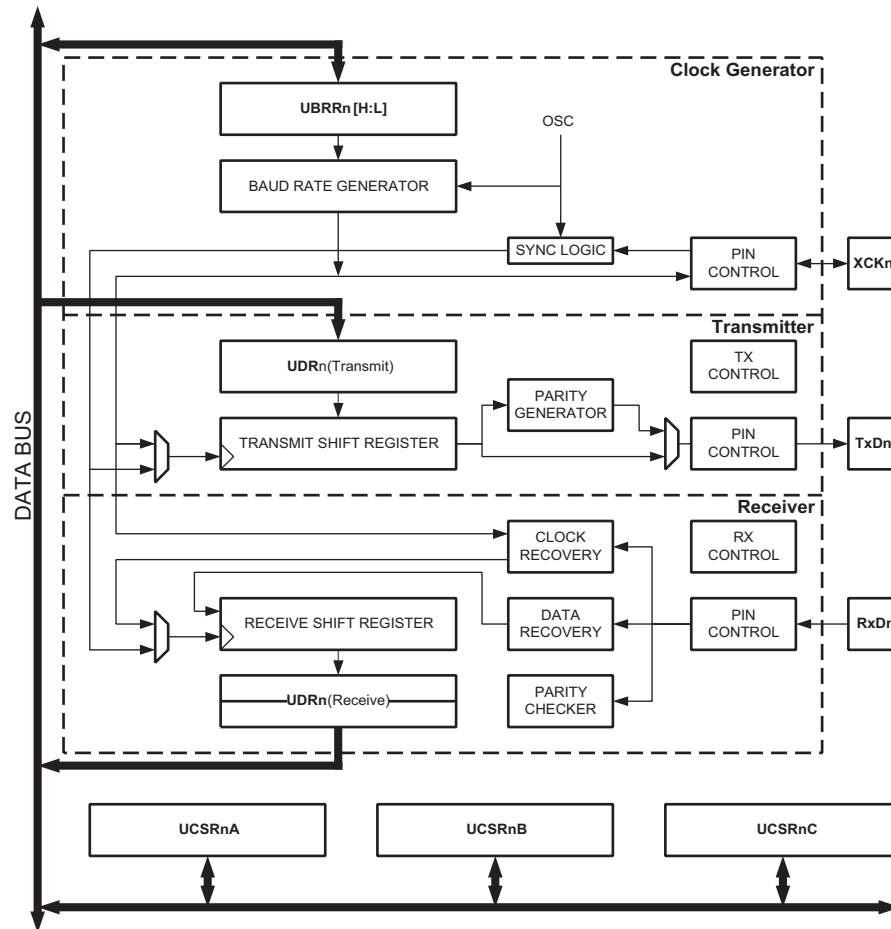 Clock Generator
UBRRn [H:L]
OSC
BAUD RATE GENERATOR
SYNC LOGIC
PIN
CONTROL
XCKn
Transmitter
UDRn(Transmit)
TX
CONTROL
PARITY
GENERATOR
TRANSMIT SHIFT REGISTER
PIN
CONTROL
TxDn
DATA BUS
Receiver
CLOCK
RECOVERY
RX
CONTROL
RECEIVE SHIFT REGISTER
DATA
RECOVERY
PIN
CONTROL
RxDn
UDRn(Receive)
PARITY
CHECKER
UCSRnA
UCSRnB
UCSRnC